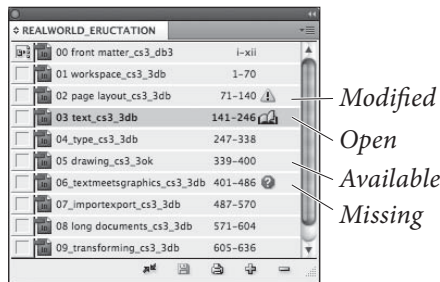 REALWORLD_ERUCTATION
00 front matter_cs3_db3 i-xii
01 workspace_cs3_3db 1-70
02 page layout_cs3_3db 71-140
Modified
03 text_cs3_3db 141-246
Open
04_type_cs3_3db 247-338
05 drawing_cs3_3ok 339-400
Available
06_textmeetsgraphics_cs3_3db 401-486
Missing
07_importexport_cs3_3db 487-570
08 long documents_cs3_3db 571-604
09_transforming_cs3_3db 605-636